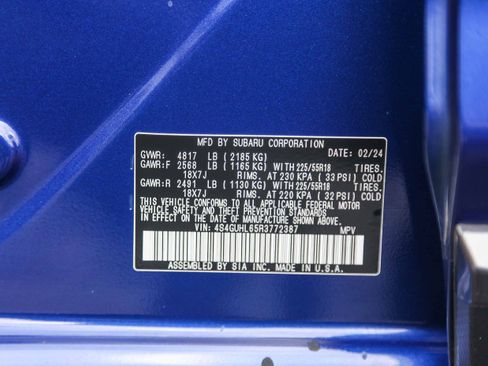 MFD BY SUBARU CORPORATION DATE: 02/24
GVWR: 4817 LB ( 2185 KG)
GAWR:F 2568 LB ( 1165 KG) WITH 225/55R18 TIRES.
18X7J RIMS. AT 230 KPA ( 33 PSI) COLD
GAWR:R 2491 LB ( 1130 KG) WITH 225/55R18 TIRES.
18X7J RIMS. AT 220 KPA ( 32 PSI) COLD
THIS VEHICLE CONFORMS TO ALL APPLICABLE FEDERAL MOTOR
VEHICLE SAFETY AND THEFT PREVENTION STANDARDS
IN EFFECT ON THE DATE OF MANUFACTURE SHOWN ABOVE.
VIN: 4S4GUHL65R3772387 MPV
ASSEMBLED BY SIA INC. MADE IN U.S.A.